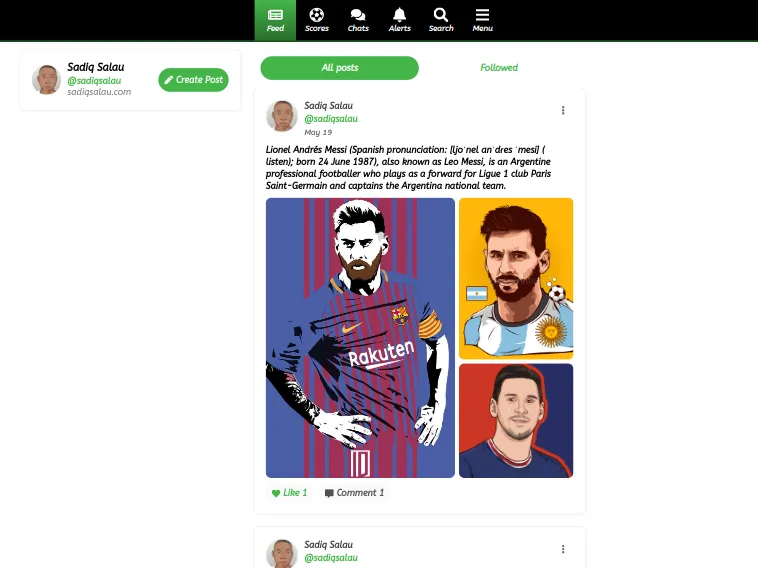 Feed
Scores
Chats
Alerts
Search
Menu
Sadiq Salau
@sadiqsalau
sadiqsalau.com
Create Post
All posts
Followed
Sadiq Salau
@sadiqsalau
May 19
Lionel Andrés Messi (Spanish pronunciation: [ljoˈnel anˈdres ˈmesi] (
listen); born 24 June 1987), also known as Leo Messi, is an Argentine
professional footballer who plays as a forward for Ligue 1 club Paris
Saint-Germain and captains the Argentina national team.
Rakuten
Like 1
Comment 1
Sadiq Salau
@sadiqsalau